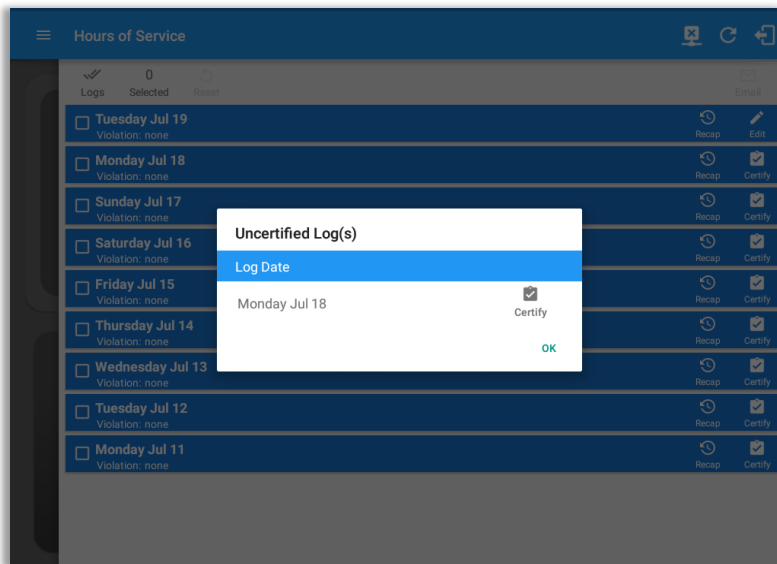 Hours of Service
0
Logs Selected Reset Email
Tuesday Jul 19
Violation: none
Recap Edit
Monday Jul 18
Violation: none
Recap Certify
Sunday Jul 17
Violation: none
Recap Certify
Saturday Jul 16
Violation: none
Recap Certify
Friday Jul 15
Violation: none
Recap Certify
Thursday Jul 14
Violation: none
Recap Certify
Wednesday Jul 13
Violation: none
Recap Certify
Tuesday Jul 12
Violation: none
Recap Certify
Monday Jul 11
Violation: none
Recap Certify
Uncertified Log(s)
Log Date
Monday Jul 18
Certify
OK